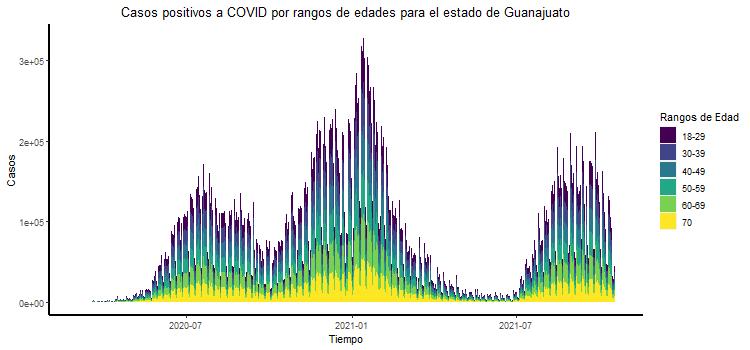 Casos positivos a COVID por rangos de edades para el estado de Guanajuato
3e+05
2e+05
1e+05
0e+00
Casos
2020-07
2021-01
2021-07
Tiempo
Rangos de Edad
18-29
30-39
40-49
50-59
60-69
70